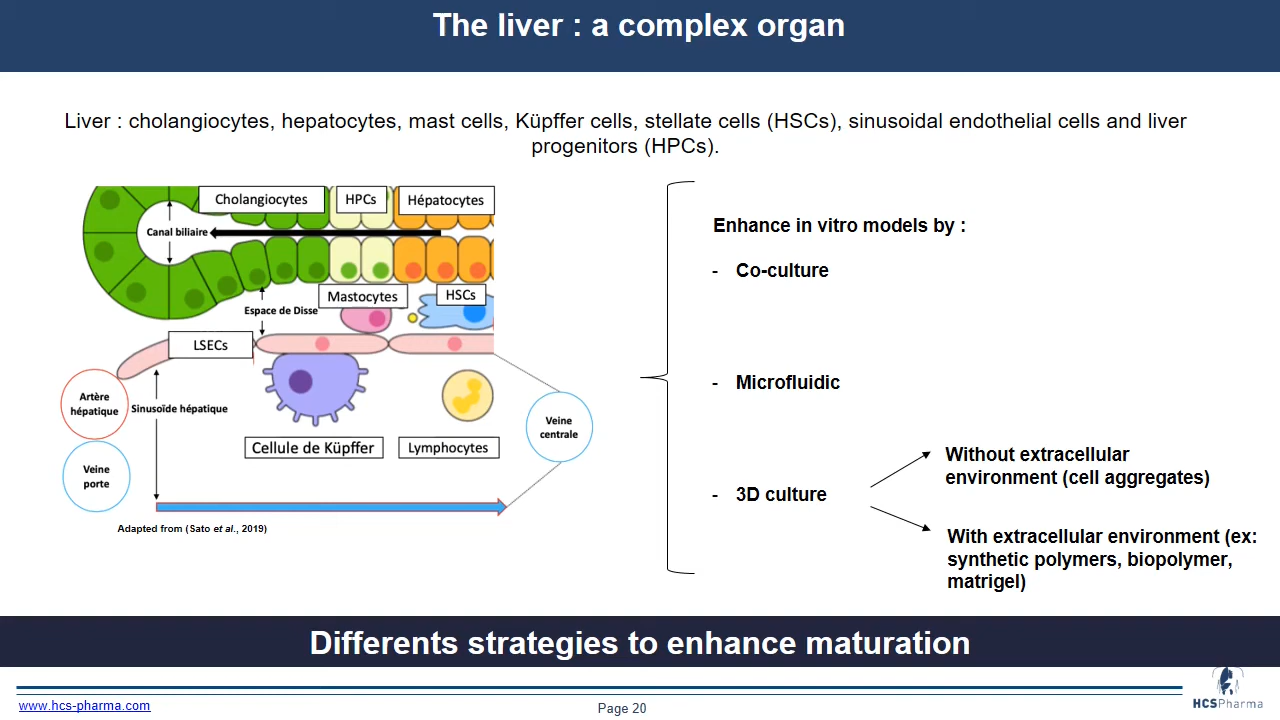 The liver : a complex organ
Liver : cholangiocytes, hepatocytes, mast cells, Küpffer cells, stellate cells (HSCs), sinusoidal endothelial cells and liver
progenitors (HPCs).
Cholangiocytes
HPCs
Hépatocytes
Canal biliaire
Mastocytes
HSCs
Espace de Disse
LSECs
Artère
hépatique
Sinusoïde hépatique
Cellule de Küpffer
Lymphocytes
Veine
centrale
Veine
porte
Adapted from (Sato et al., 2019)
Enhance in vitro models by :
- Co-culture
- Microfluidic
- 3D culture
Without extracellular
environment (cell aggregates)
With extracellular environment (ex:
synthetic polymers, biopolymer,
matrigel)
Differents strategies to enhance maturation
www.hcs-pharma.com
Page 20
HCSPharma